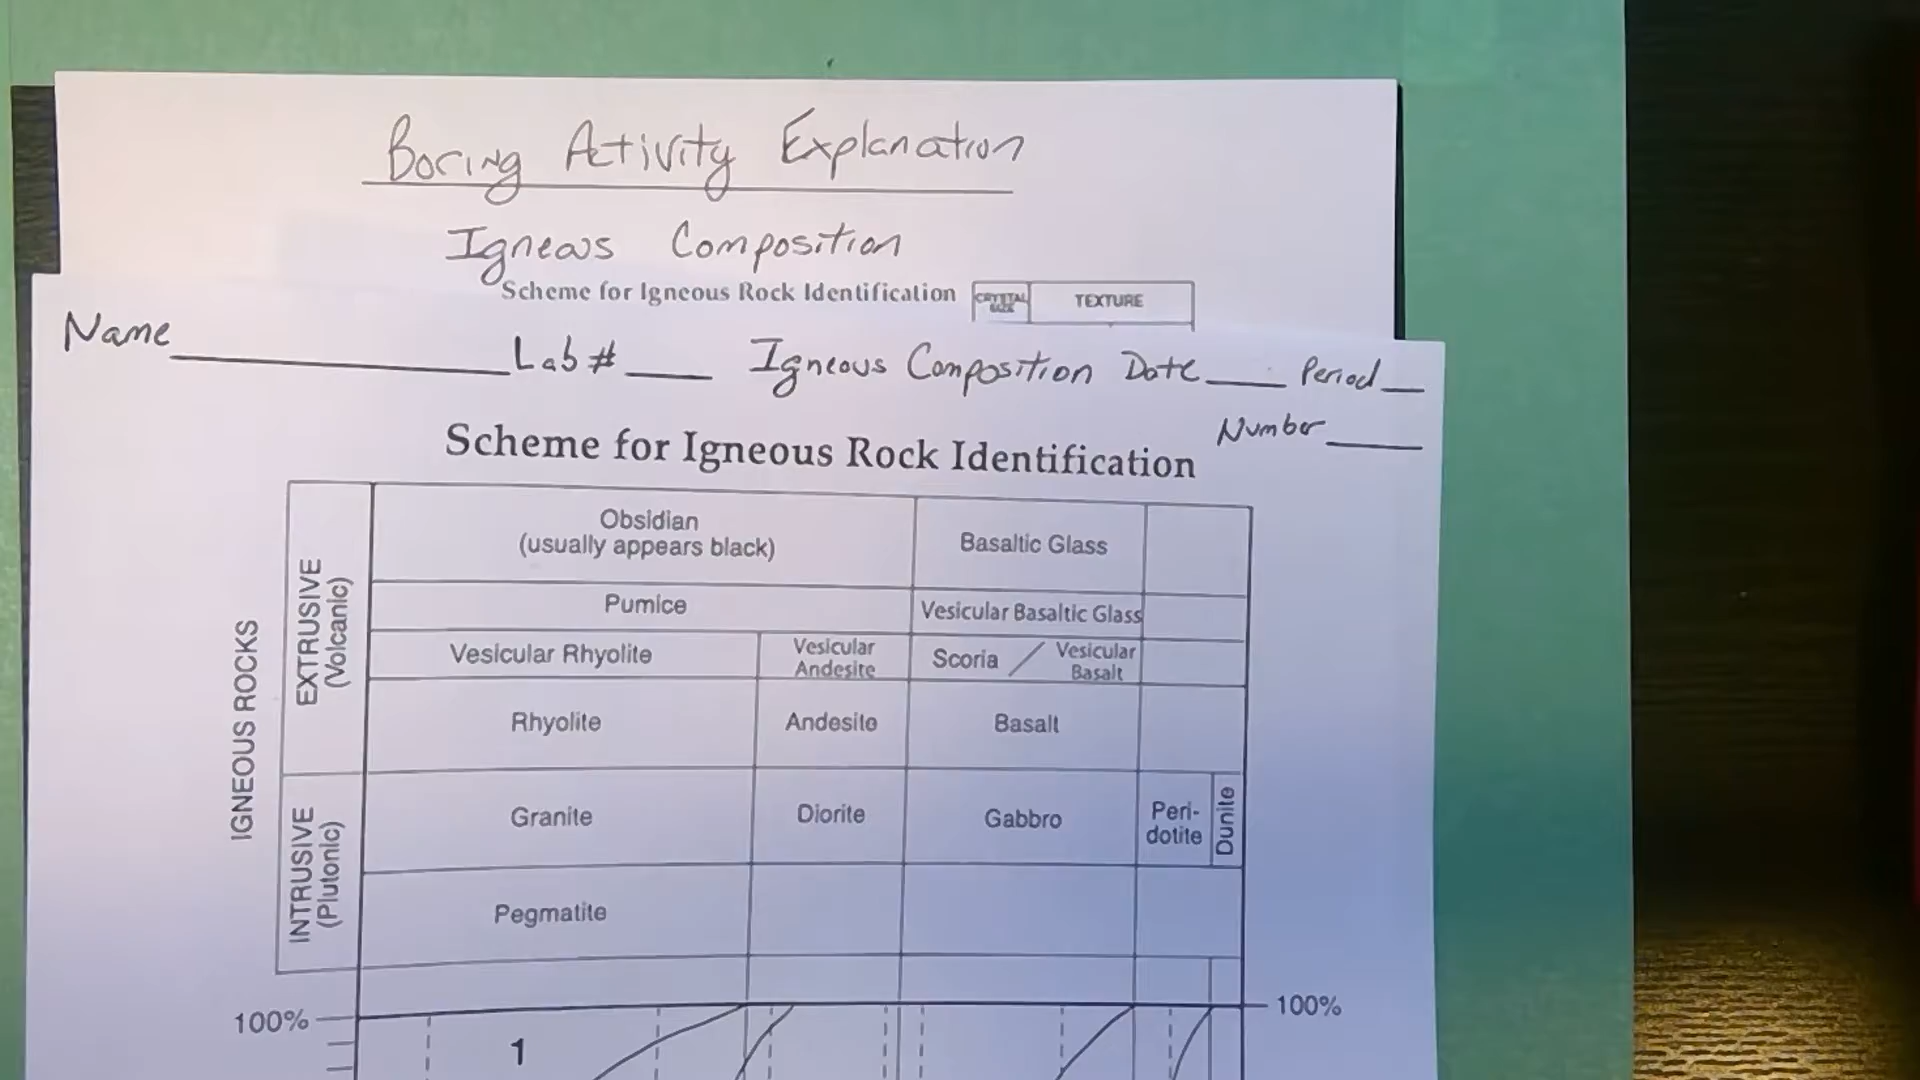 Boring Activity Explanation
Igneous Composition
Scheme for Igneous Rock Identification
CRYSTAL SIZE
TEXTURE
Name Lab # Igneous Composition Date Period
Number
Scheme for Igneous Rock Identification
IGNEOUS ROCKS
EXTRUSIVE
(Volcanic)
Obsidian
(usually appears black)
Basaltic Glass
Pumice
Vesicular Basaltic Glass
Vesicular Rhyolite
Vesicular
Andesite
Scoria / Vesicular
Basalt
Rhyolite
Andesite
Basalt
INTRUSIVE
(Plutonic)
Granite
Diorite
Gabbro
Peri-
dotite
Dunite
Pegmatite
100%
100%
1